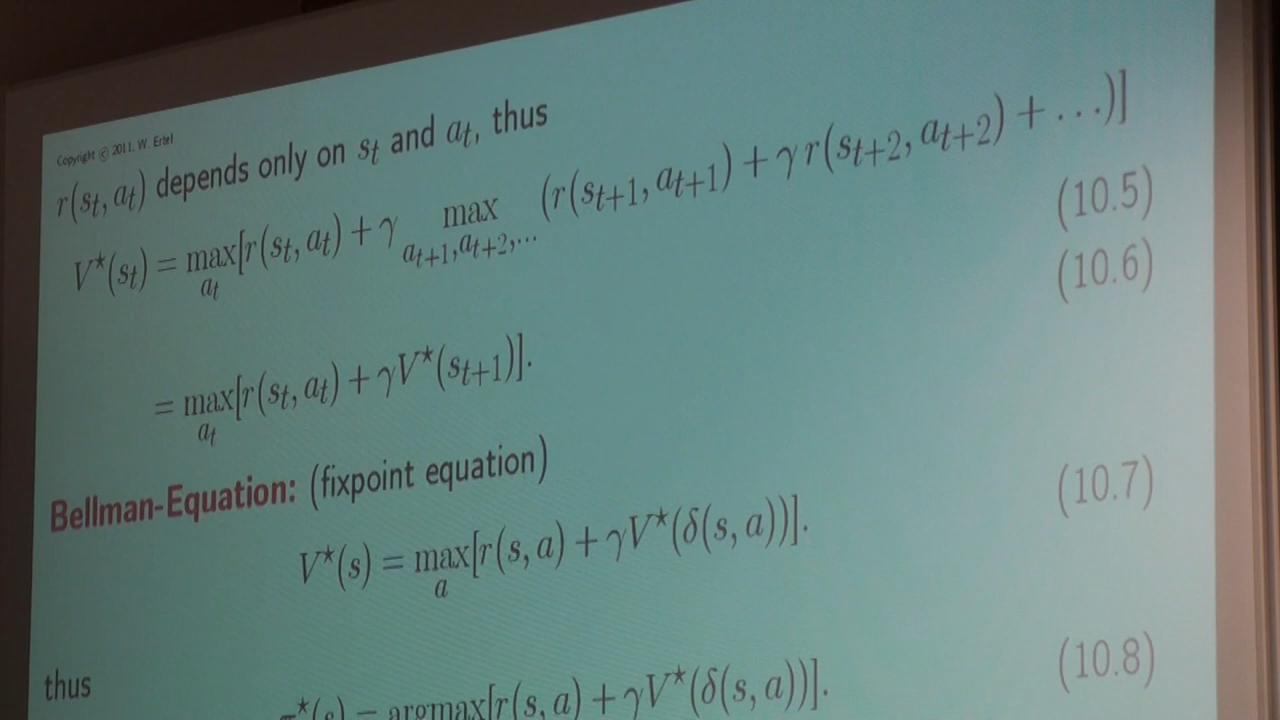 Copyright © 2011, W. Ertel
r(s_t, a_t) depends only on s_t and a_t, thus
V*(s_t) = max_{a_t}[r(s_t, a_t) + γ max_{a_{t+1}, a_{t+2}, ...} (r(s_{t+1}, a_{t+1}) + γ r(s_{t+2}, a_{t+2}) + ...)]
(10.5)
(10.6)
= max_{a_t}[r(s_t, a_t) + γV*(s_{t+1})].
Bellman-Equation: (fixpoint equation)
V*(s) = max_a[r(s, a) + γV*(δ(s, a))]. (10.7)
thus
*(s) = argmax[r(s, a) + γV*(δ(s, a))]. (10.8)